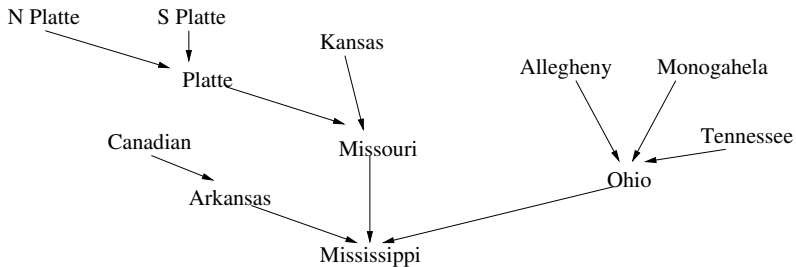 N Platte
S Platte
Kansas
Allegheny
Monogahela
Platte
Tennessee
Canadian
Missouri
Ohio
Arkansas
Mississippi